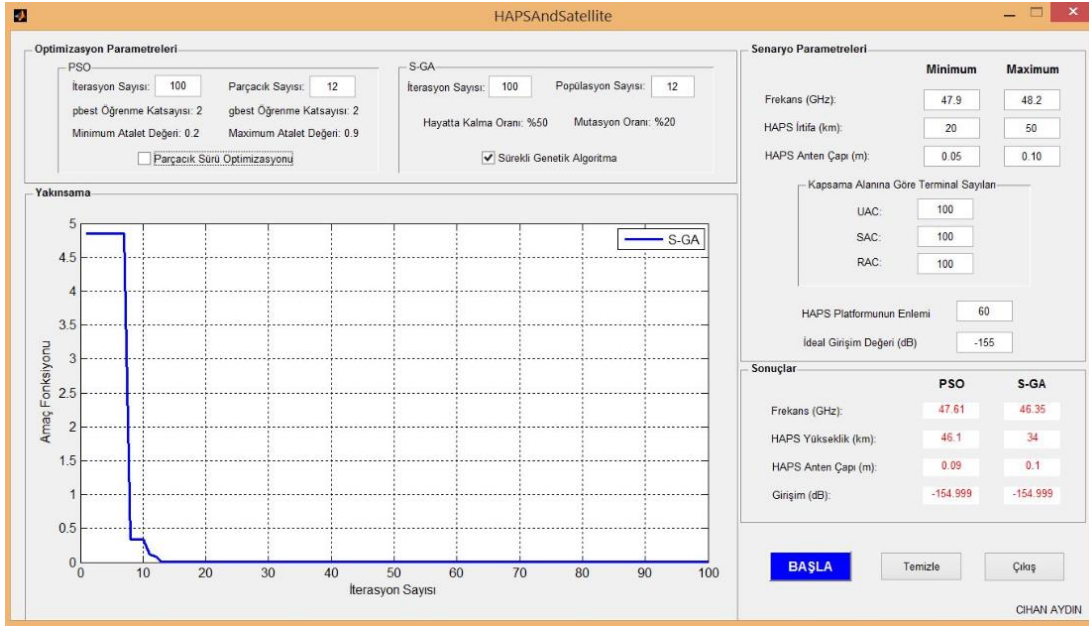 HAPSAndSatellite
Optimizasyon Parametreleri
PSO
İterasyon Sayısı: 100 Parçacık Sayısı: 12
pbest Öğrenme Katsayısı: 2 gbest Öğrenme Katsayısı: 2
Minimum Atalet Değeri: 0.2 Maximum Atalet Değeri: 0.9
Parçacık Sürü Optimizasyonu
S-GA
İterasyon Sayısı: 100 Popülasyon Sayısı: 12
Hayatta Kalma Oranı: %50 Mutasyon Oranı: %20
Sürekli Genetik Algoritma
Yakınsama
S-GA
5
4.5
4
3.5
3
2.5
2
1.5
1
0.5
0
Amaç Fonksiyonu
0 10 20 30 40 50 60 70 80 90 100
İterasyon Sayısı
Senaryo Parametreleri
Minimum Maximum
Frekans (GHz): 47.9 48.2
HAPS İrtifa (km): 20 50
HAPS Anten Çapı (m): 0.05 0.10
Kapsama Alanına Göre Terminal Sayıları
UAC: 100
SAC: 100
RAC: 100
HAPS Platformunun Enlemi 60
İdeal Girişim Değeri (dB) -155
Sonuçlar
PSO S-GA
Frekans (GHz): 47.61 46.35
HAPS Yükseklik (km): 46.1 34
HAPS Anten Çapı (m): 0.09 0.1
Girişim (dB): -154.999 -154.999
BAŞLA Temizle Çıkış
CIHAN AYDIN